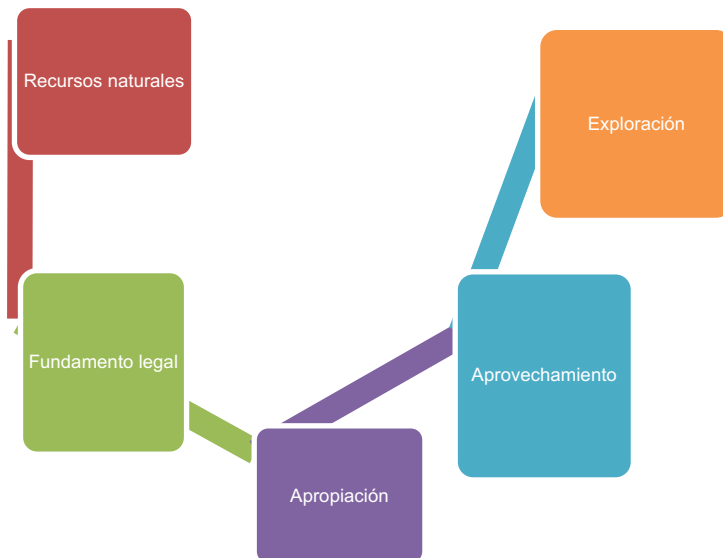 Recursos naturales
Fundamento legal
Apropiación
Aprovechamiento
Exploración